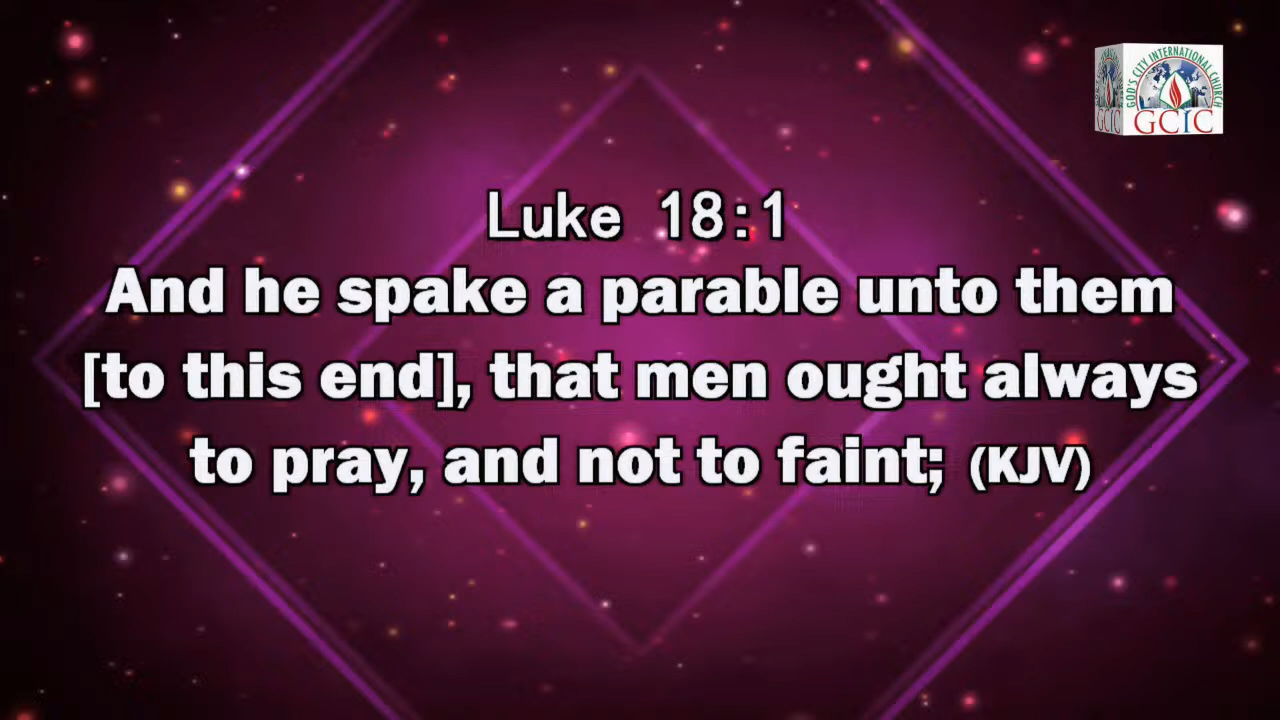 GOD'S CITY INTERNATIONAL CHURCH
GCIC
GCIC
Luke 18:1
And he spake a parable unto them
[to this end], that men ought always
to pray, and not to faint; (KJV)